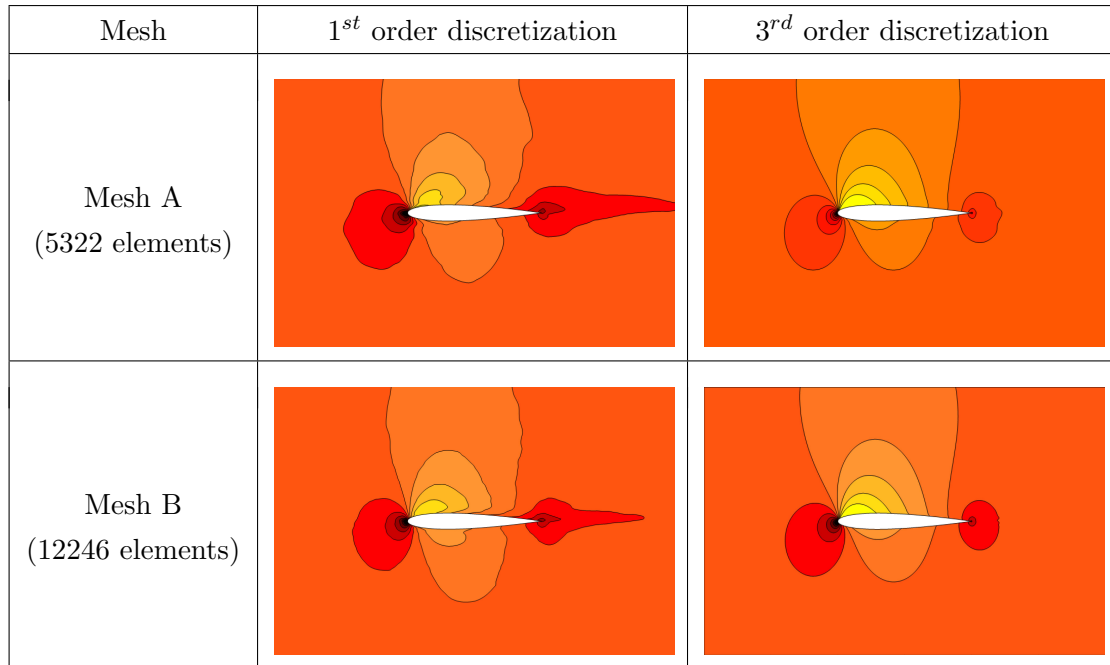 Mesh
1st order discretization
3rd order discretization
Mesh A
(5322 elements)
Mesh B
(12246 elements)